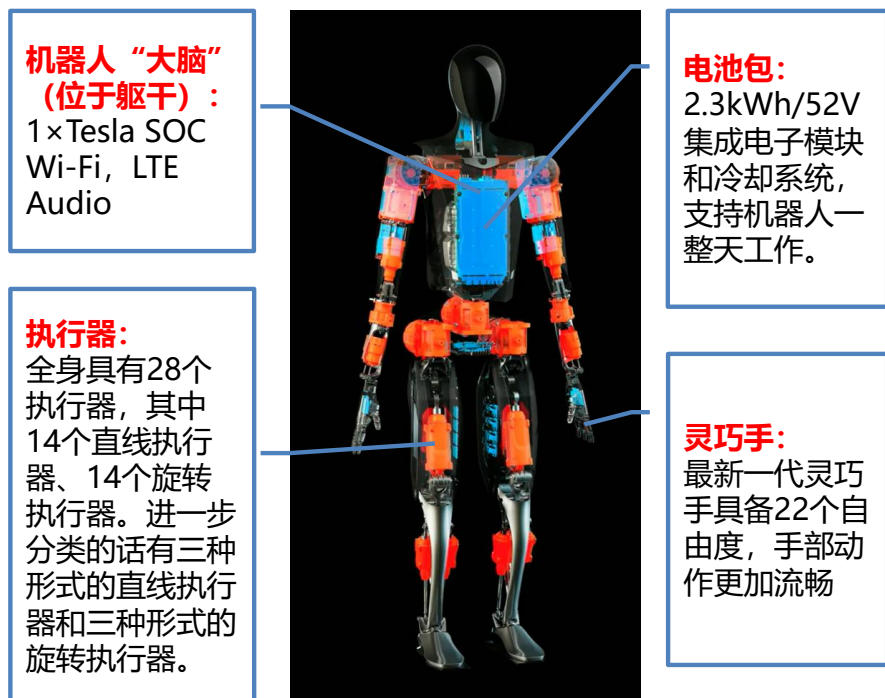 机器人“大脑”
（位于躯干）：
1×Tesla SOC
Wi-Fi，LTE
Audio
执行器：
全身具有28个
执行器，其中
14个直线执行
器、14个旋转
执行器。进一步
分类的话有三种
形式的直线执行
器和三种形式的
旋转执行器。
电池包：
2.3kWh/52V
集成电子模块
和冷却系统，
支持机器人一
整天工作。
灵巧手：
最新一代灵巧
手具备22个自
由度，手部动
作更加流畅